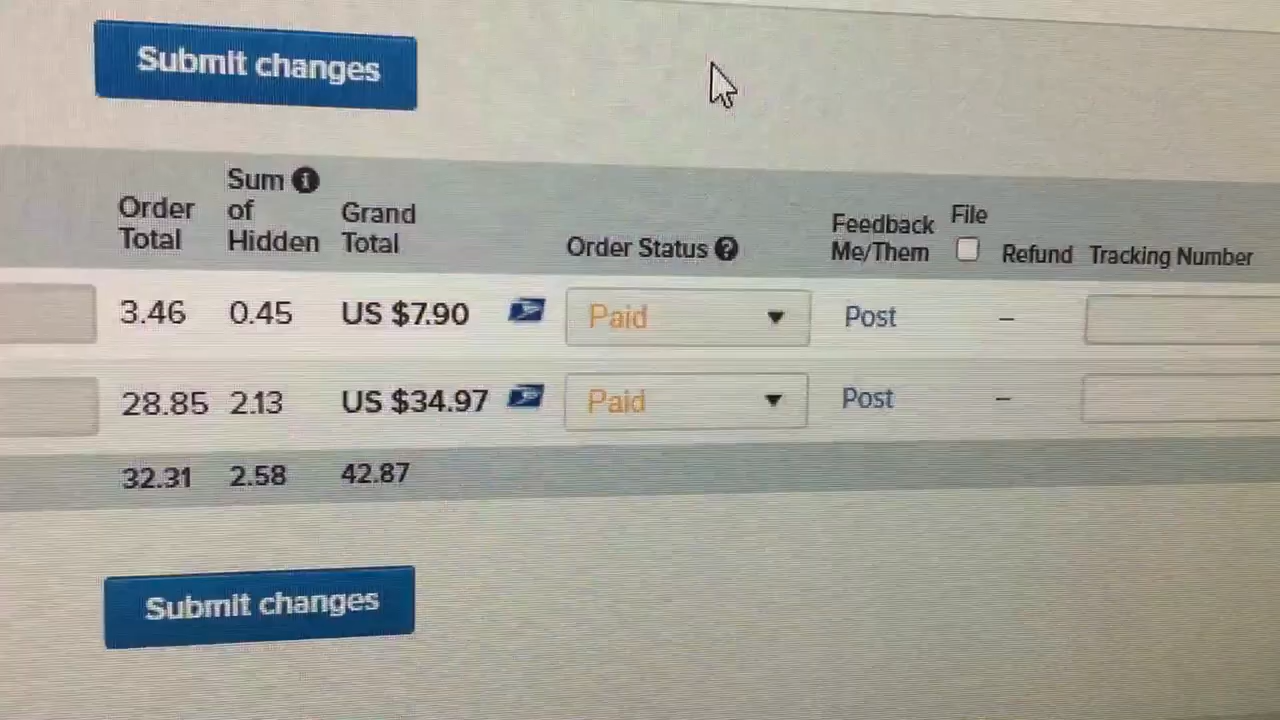 Submit changes
Sum
Order of Grand File
Total Hidden Total Order Status Feedback Me/Them Refund Tracking Number
3.46 0.45 US $7.90 Paid Post –
28.85 2.13 US $34.97 Paid Post –
32.31 2.58 42.87
Submit changes